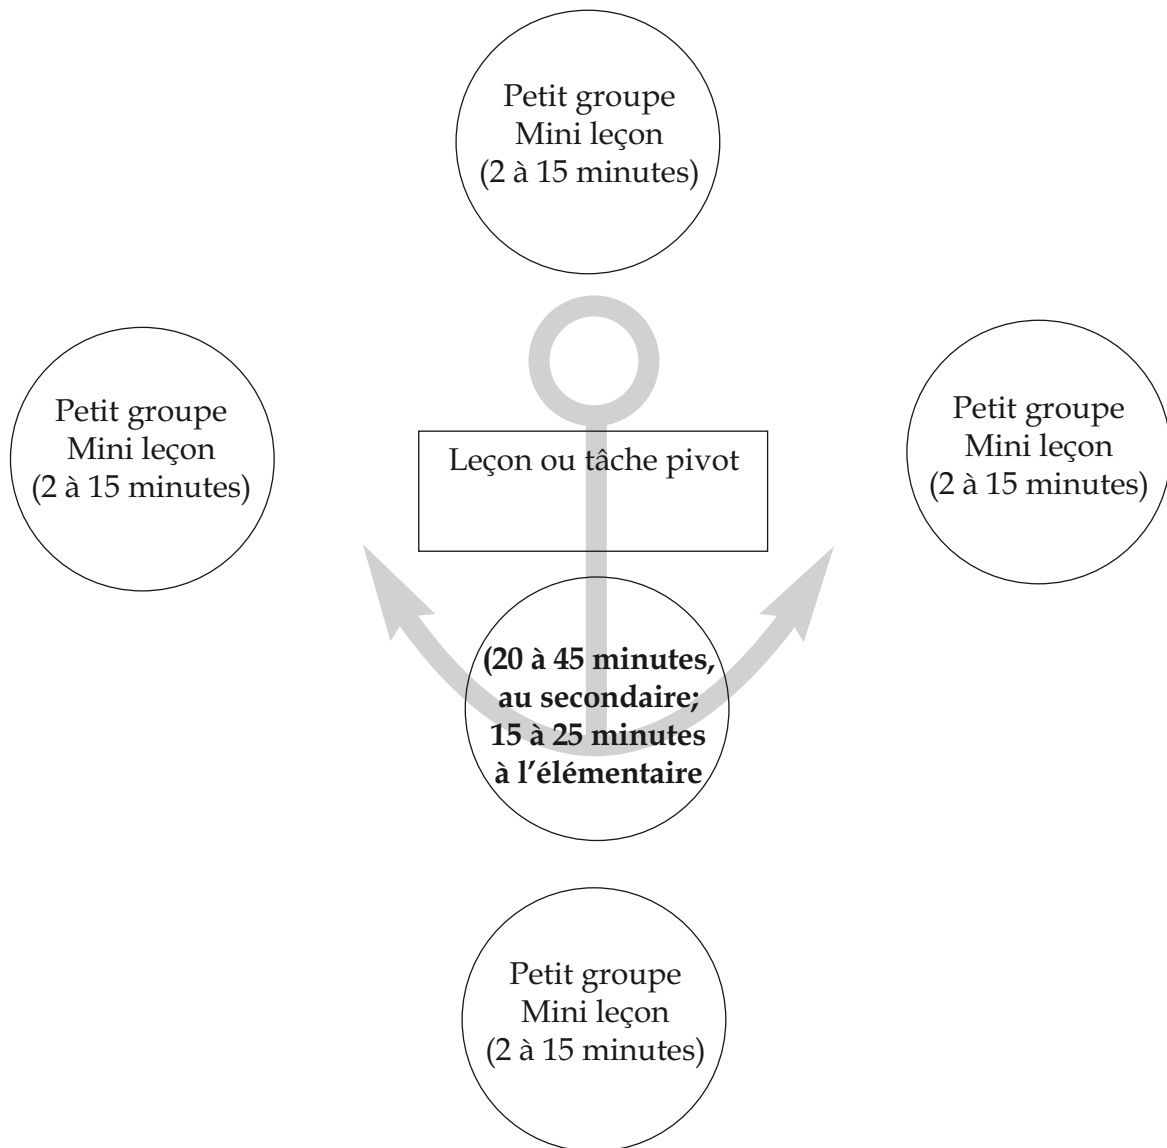 Petit groupe
Mini leçon
(2 à 15 minutes)
Petit groupe
Mini leçon
(2 à 15 minutes)
Leçon ou tâche pivot
Petit groupe
Mini leçon
(2 à 15 minutes)
(20 à 45 minutes,
au secondaire;
15 à 25 minutes
à l’élémentaire
Petit groupe
Mini leçon
(2 à 15 minutes)